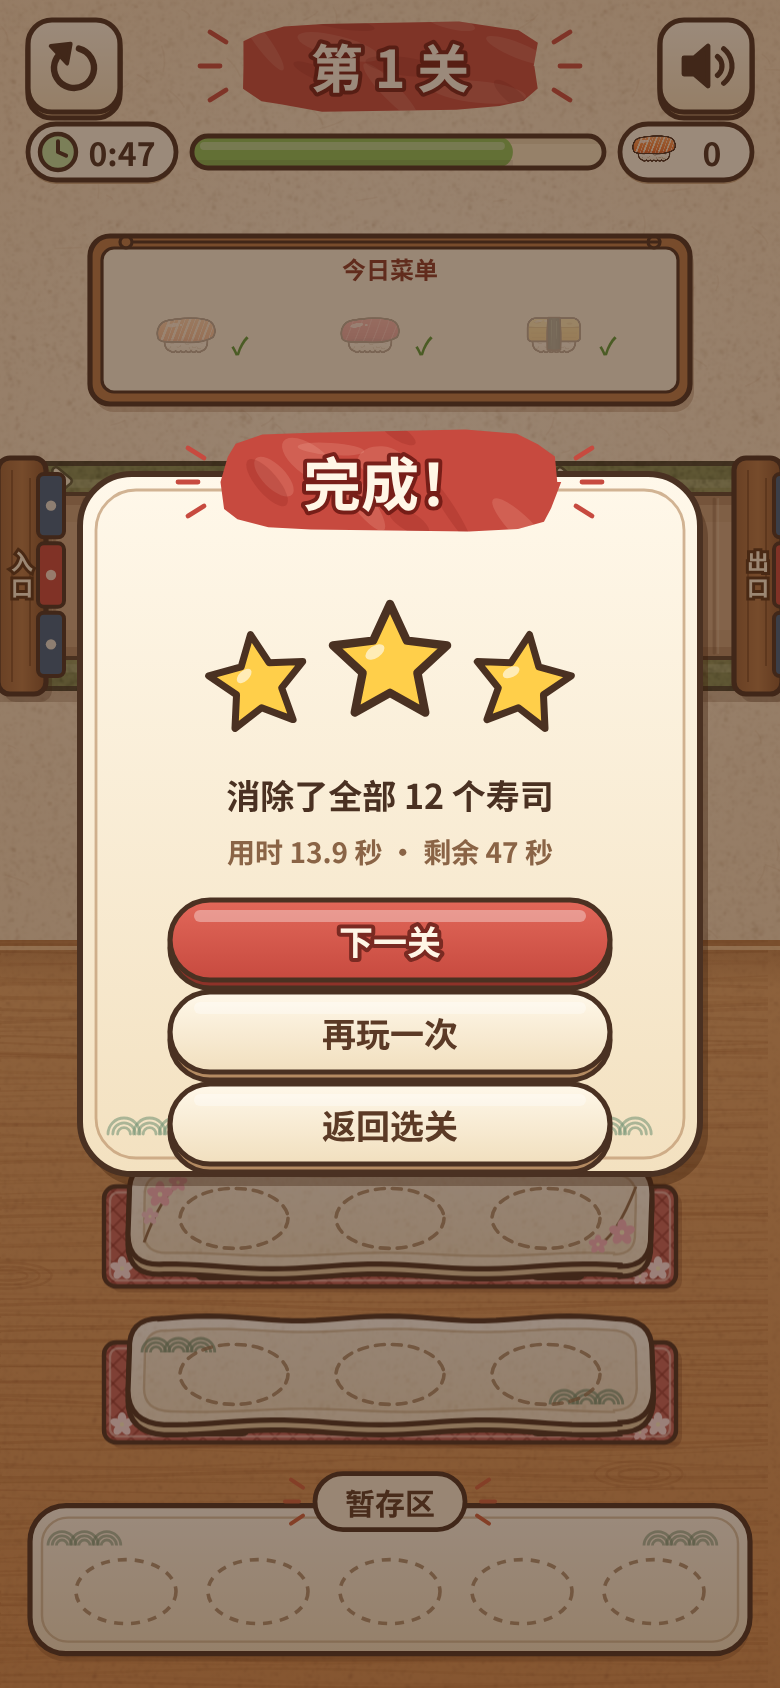 第1关
0:47
0
今日菜单
完成!
入口
出口
消除了全部 12 个寿司
用时 13.9 秒 · 剩余 47 秒
下一关
再玩一次
返回选关
暂存区